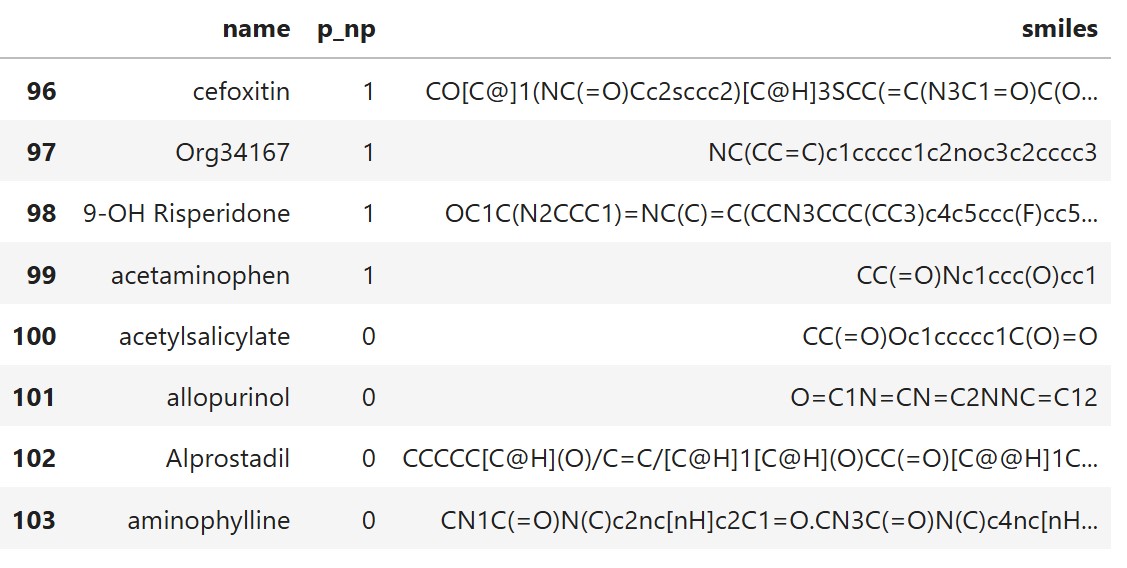 name p_np smiles
96 cefoxitin 1 CO[C@]1(NC(=O)Cc2sccc2)[C@H]3SCC(=C(N3C1=O)C(O...
97 Org34167 1 NC(CC=C)c1ccccc1c2noc3c2cccc3
98 9-OH Risperidone 1 OC1C(N2CCC1)=NC(C)=C(CCN3CCC(CC3)c4c5ccc(F)cc5...
99 acetaminophen 1 CC(=O)Nc1ccc(O)cc1
100 acetylsalicylate 0 CC(=O)Oc1ccccc1C(O)=O
101 allopurinol 0 O=C1N=CN=C2NNC=C12
102 Alprostadil 0 CCCCC[C@H](O)/C=C/[C@H]1[C@H](O)CC(=O)[C@@H]1C...
103 aminophylline 0 CN1C(=O)N(C)c2nc[nH]c2C1=O.CN3C(=O)N(C)c4nc[nH...